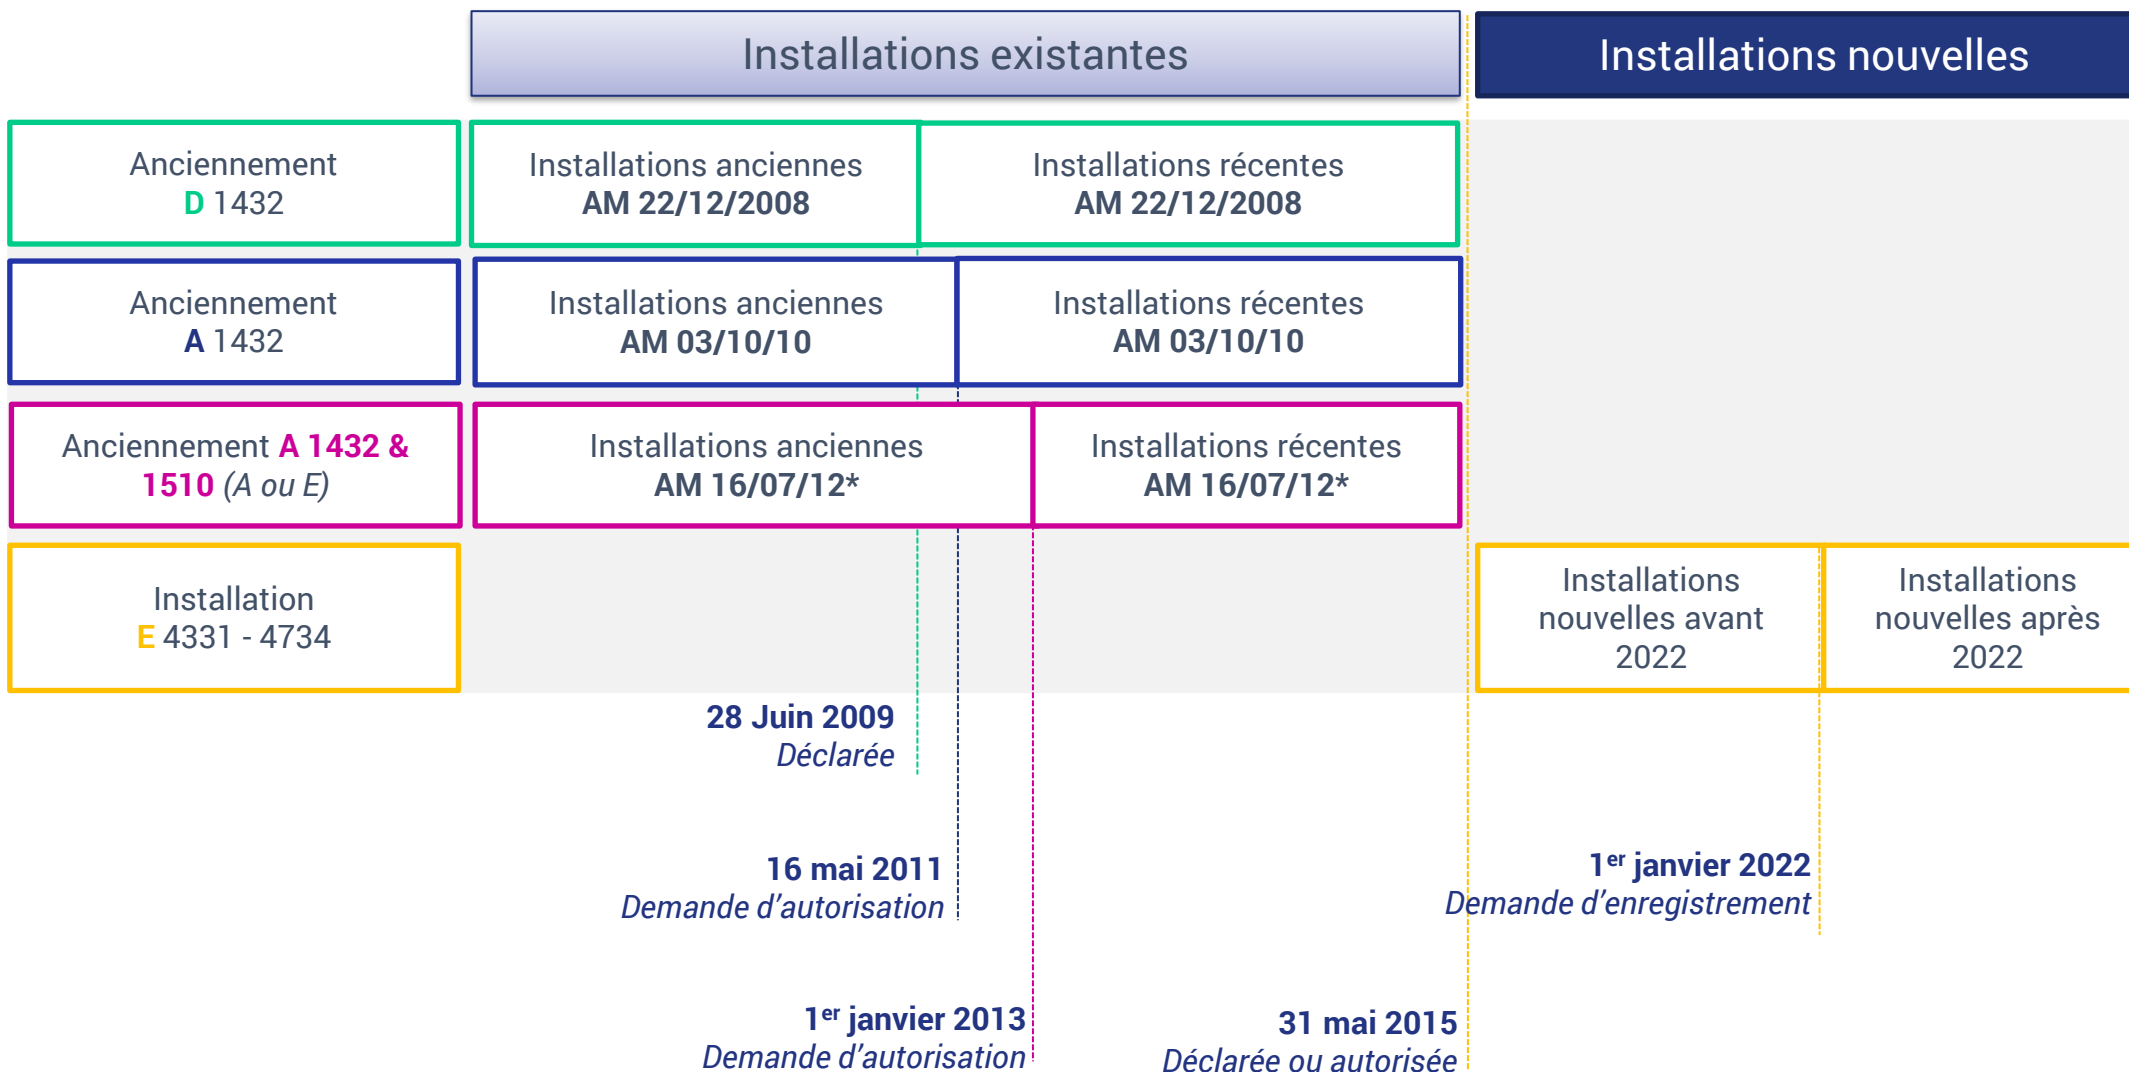 Installations existantes
Installations nouvelles
Anciennement
D 1432
Installations anciennes
AM 22/12/2008
Installations récentes
AM 22/12/2008
Anciennement
A 1432
Installations anciennes
AM 03/10/10
Installations récentes
AM 03/10/10
Anciennement A 1432 &
1510 (A ou E)
Installations anciennes
AM 16/07/12*
Installations récentes
AM 16/07/12*
Installation
E 4331 - 4734
Installations
nouvelles avant
2022
Installations
nouvelles après
2022
28 Juin 2009
Déclarée
16 mai 2011
Demande d’autorisation
1er janvier 2022
Demande d’enregistrement
1er janvier 2013
Demande d’autorisation
31 mai 2015
Déclarée ou autorisée